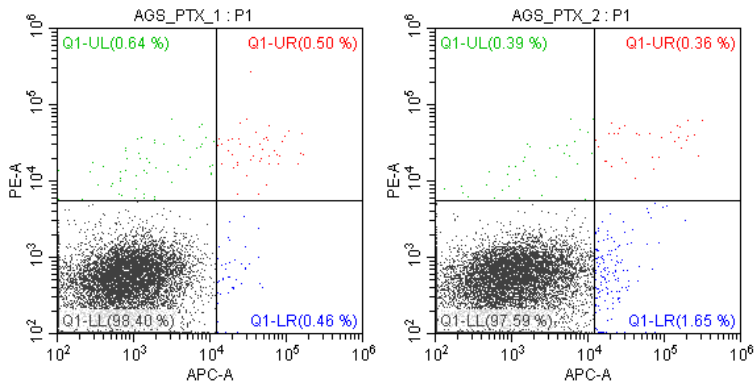 AGS_PTX_1 : P1
Q1-UL(0.64 %)
Q1-UR(0.50 %)
Q1-LL(98.40 %)
Q1-LR(0.46 %)
PE-A
10^6
10^5
10^4
10^3
10^2
10^2 10^3 10^4 10^5 10^6
APC-A
AGS_PTX_2 : P1
Q1-UL(0.39 %)
Q1-UR(0.36 %)
Q1-LL(97.59 %)
Q1-LR(1.65 %)
PE-A
10^6
10^5
10^4
10^3
10^2
10^2 10^3 10^4 10^5 10^6
APC-A